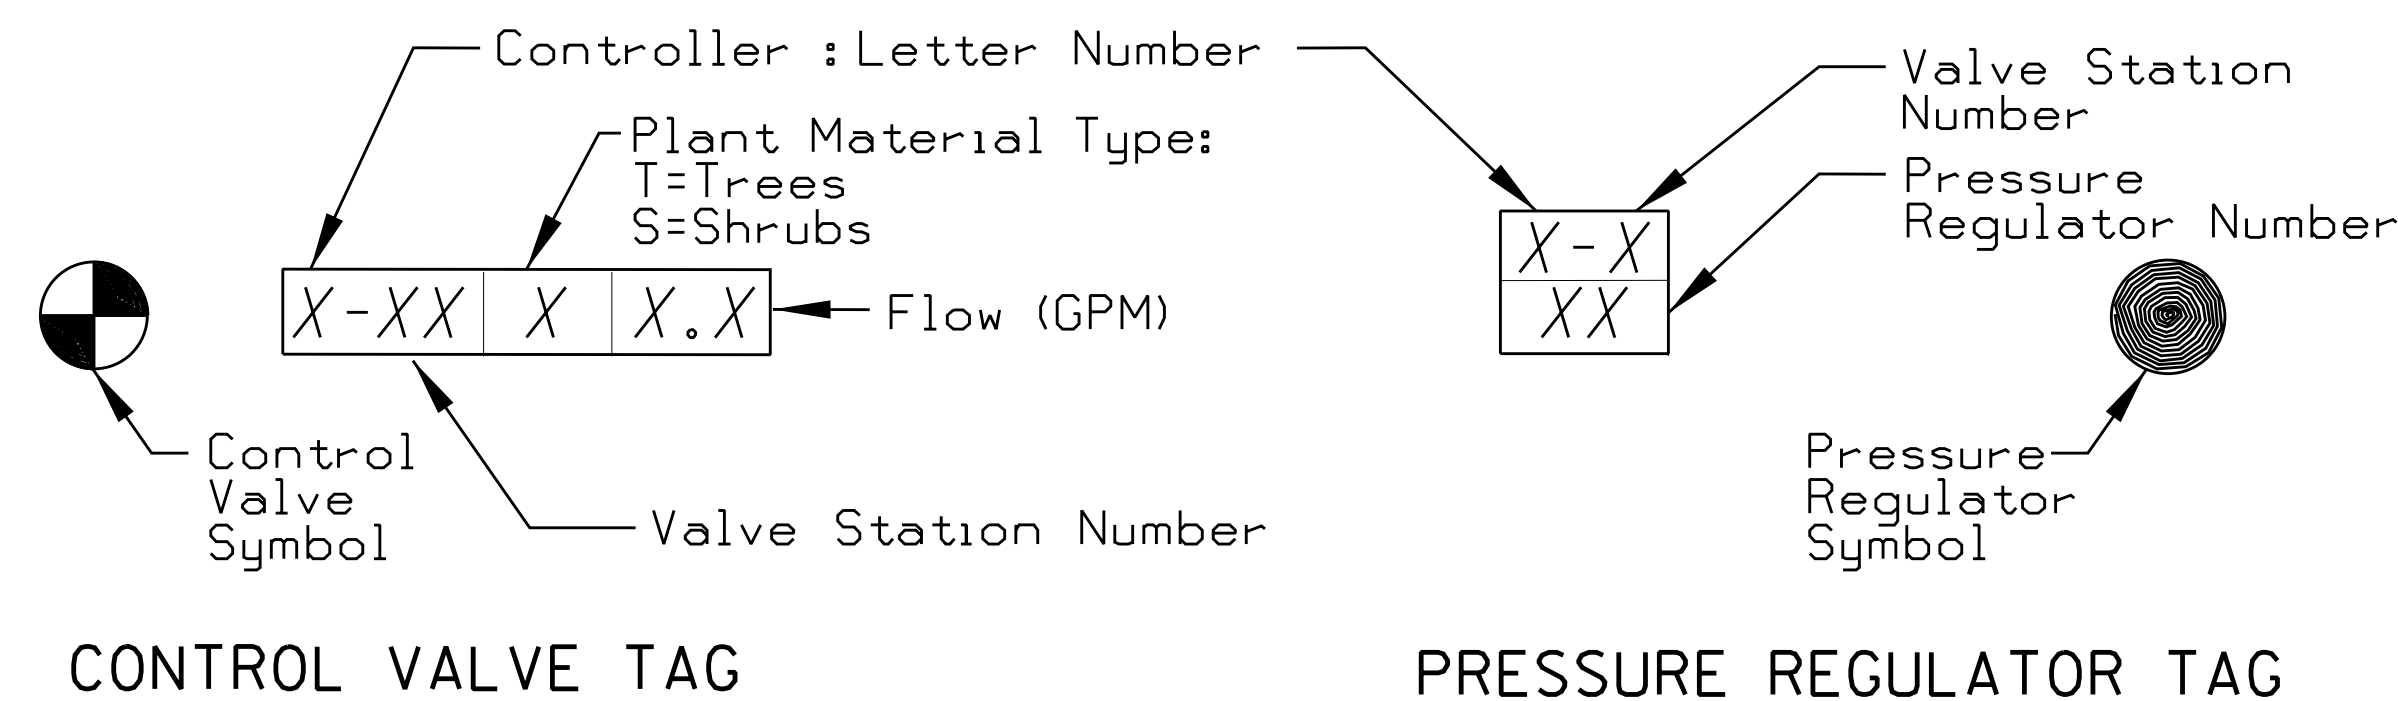 Controller : Letter Number
Plant Material Type:
T=Trees
S=Shrubs
X-XX X X.X
Flow (GPM)
Control
Valve
Symbol
Valve Station Number
CONTROL VALVE TAG
Valve Station
Number
Pressure
Regulator Number
X-X
XX
Pressure
Regulator
Symbol
PRESSURE REGULATOR TAG